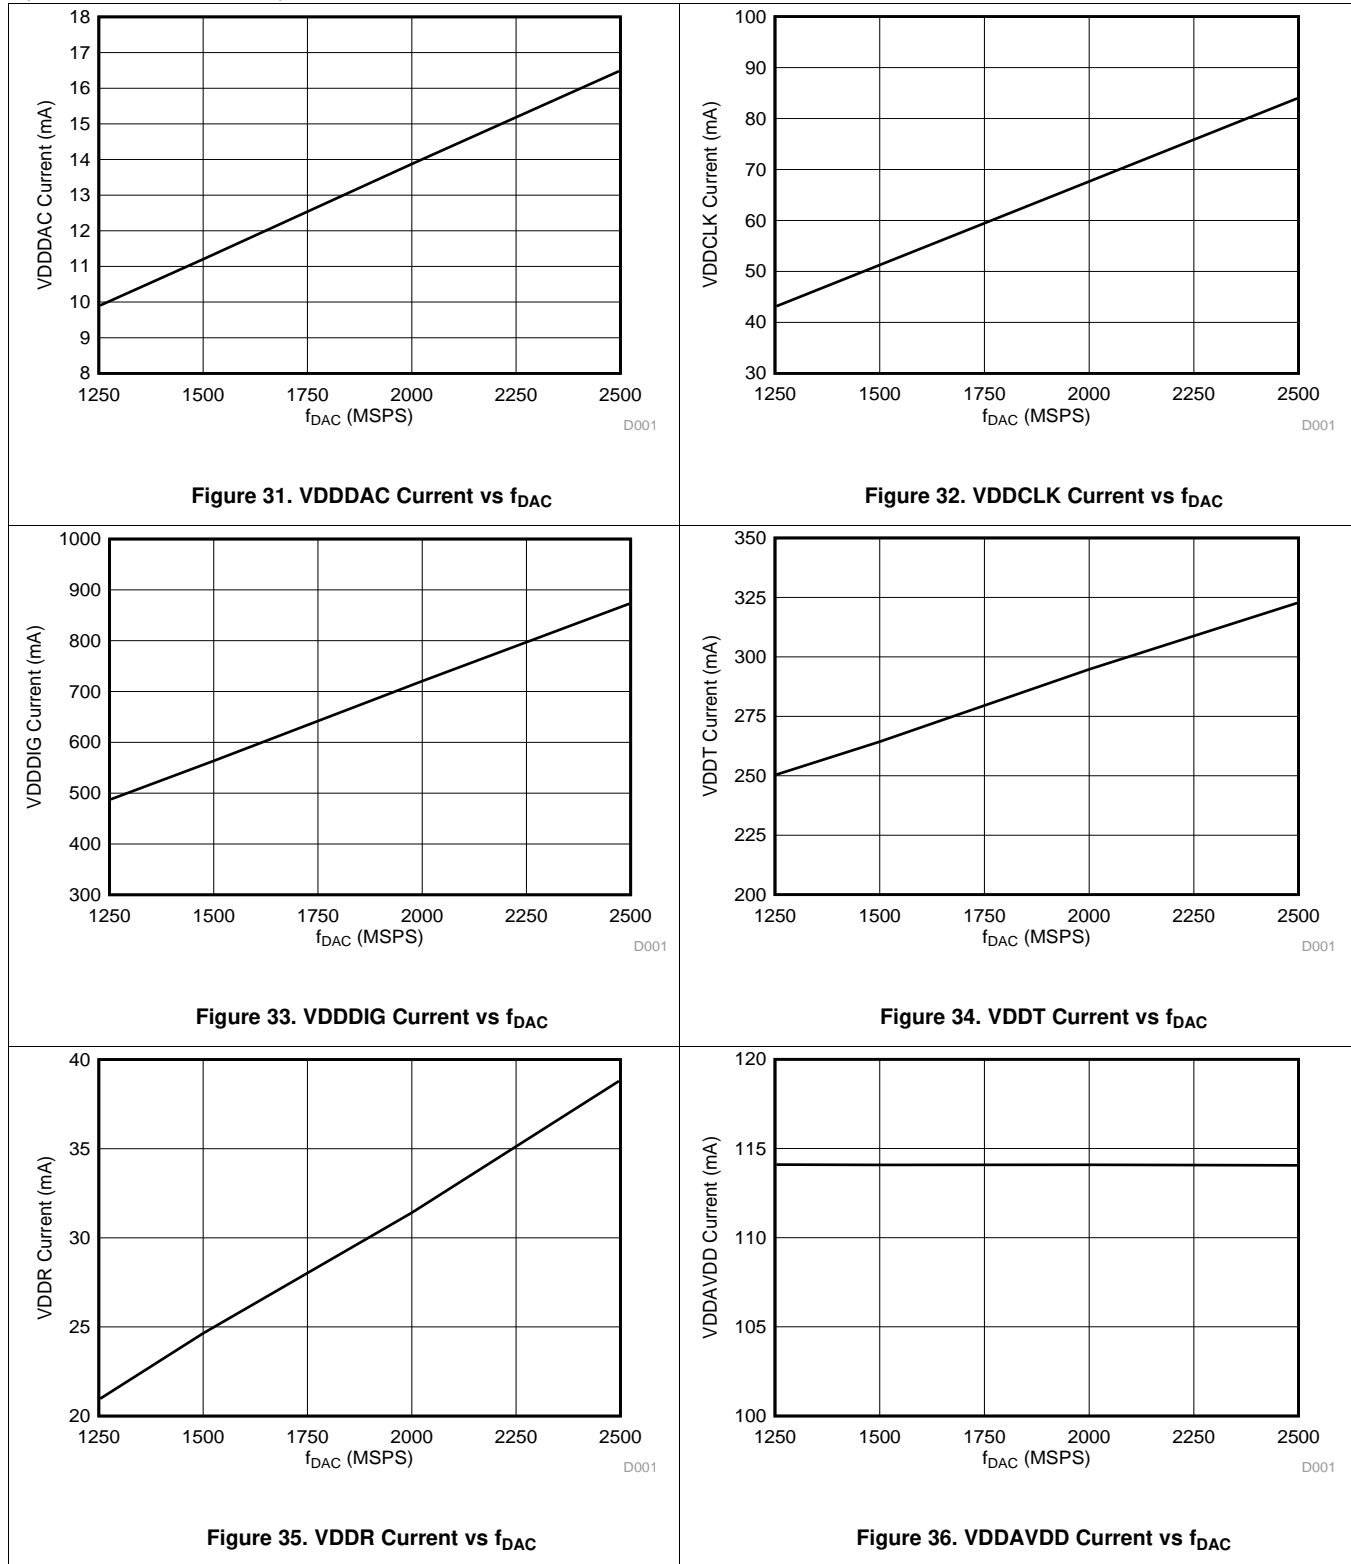 18
17
16
15
14
13
12
11
10
9
8
VDDDAC Current (mA)
1250 1500 1750 2000 2250 2500
fDAC (MSPS)
D001
Figure 31. VDDDAC Current vs fDAC
100
90
80
70
60
50
40
30
VDDCLK Current (mA)
1250 1500 1750 2000 2250 2500
fDAC (MSPS)
D001
Figure 32. VDDCLK Current vs fDAC
1000
900
800
700
600
500
400
300
VDDDIG Current (mA)
1250 1500 1750 2000 2250 2500
fDAC (MSPS)
D001
Figure 33. VDDDIG Current vs fDAC
350
325
300
275
250
225
200
VDDT Current (mA)
1250 1500 1750 2000 2250 2500
fDAC (MSPS)
D001
Figure 34. VDDT Current vs fDAC
40
35
30
25
20
VDDR Current (mA)
1250 1500 1750 2000 2250 2500
fDAC (MSPS)
D001
Figure 35. VDDR Current vs fDAC
120
115
110
105
100
VDDAVDD Current (mA)
1250 1500 1750 2000 2250 2500
fDAC (MSPS)
D001
Figure 36. VDDAVDD Current vs fDAC